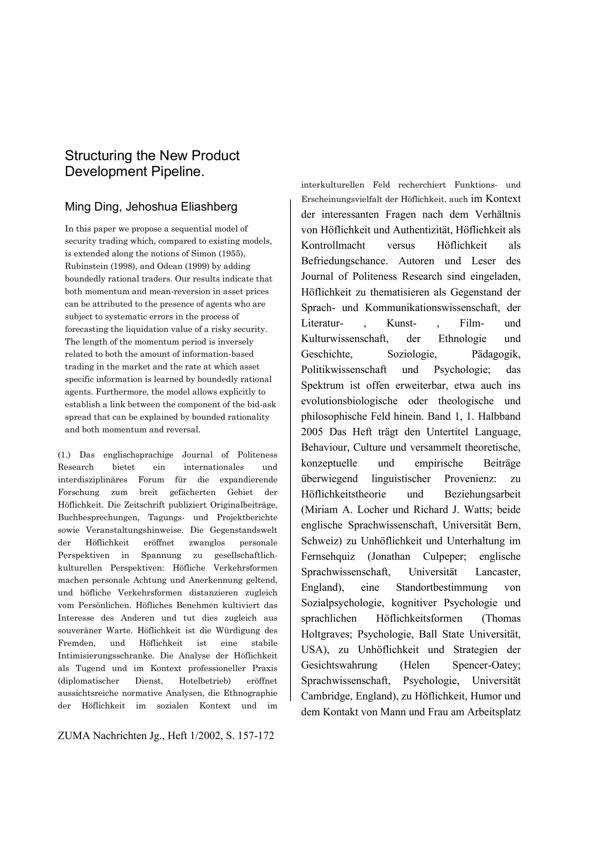 Structuring the New Product
Development Pipeline.
Ming Ding, Jehoshua Eliashberg
In this paper we propose a sequential model of
security trading which, compared to existing models,
is extended along the notions of Simon (1955),
Rubinstein (1998), and Odean (1999) by adding
boundedly rational traders. Our results indicate that
both momentum and mean-reversion in asset prices
can be attributed to the presence of agents who are
subject to systematic errors in the process of
forecasting the liquidation value of a risky security.
The length of the momentum period is inversely
related to both the amount of information-based
trading in the market and the rate at which asset
specific information is learned by boundedly rational
agents. Furthermore, the model allows explicitly to
establish a link between the component of the bid-ask
spread that can be explained by bounded rationality
and both momentum and reversal.
(1.) Das englischsprachige Journal of Politeness
Research bietet ein internationales und
interdisziplinäres Forum für die expandierende
Forschung zum breit gefächerten Gebiet der
Höflichkeit. Die Zeitschrift publiziert Originalbeiträge,
Buchbesprechungen, Tagungs- und Projektberichte
sowie Veranstaltungshinweise. Die Gegenstandswelt
der Höflichkeit eröffnet zwanglos personale
Perspektiven in Spannung zu gesellschaftlich-
kulturellen Perspektiven: Höfliche Verkehrsformen
machen personale Achtung und Anerkennung geltend,
und höfliche Verkehrsformen distanzieren zugleich
vom Persönlichen. Höfliches Benehmen kultiviert das
Interesse des Anderen und tut dies zugleich aus
souveräner Warte. Höflichkeit ist die Würdigung des
Fremden, und Höflichkeit ist eine stabile
Intimisierungsschranke. Die Analyse der Höflichkeit
als Tugend und im Kontext professioneller Praxis
(diplomatischer Dienst, Hotelbetrieb) eröffnet
aussichtsreiche normative Analysen, die Ethnographie
der Höflichkeit im sozialen Kontext und im
interkulturellen Feld recherchiert Funktions- und
Erscheinungsvielfalt der Höflichkeit, auch im Kontext
der interessanten Fragen nach dem Verhältnis
von Höflichkeit und Authentizität, Höflichkeit als
Kontrollmacht versus Höflichkeit als
Befriedungschance. Autoren und Leser des
Journal of Politeness Research sind eingeladen,
Höflichkeit zu thematisieren als Gegenstand der
Sprach- und Kommunikationswissenschaft, der
Literatur- , Kunst- , Film- und
Kulturwissenschaft, der Ethnologie und
Geschichte, Soziologie, Pädagogik,
Politikwissenschaft und Psychologie; das
Spektrum ist offen erweiterbar, etwa auch ins
evolutionsbiologische oder theologische und
philosophische Feld hinein. Band 1, 1. Halbband
2005 Das Heft trägt den Untertitel Language,
Behaviour, Culture und versammelt theoretische,
konzeptuelle und empirische Beiträge
überwiegend linguistischer Provenienz: zu
Höflichkeitstheorie und Beziehungsarbeit
(Miriam A. Locher und Richard J. Watts; beide
englische Sprachwissenschaft, Universität Bern,
Schweiz) zu Unhöflichkeit und Unterhaltung im
Fernsehquiz (Jonathan Culpeper; englische
Sprachwissenschaft, Universität Lancaster,
England), eine Standortbestimmung von
Sozialpsychologie, kognitiver Psychologie und
sprachlichen Höflichkeitsformen (Thomas
Holtgraves; Psychologie, Ball State Universität,
USA), zu Unhöflichkeit und Strategien der
Gesichtswahrung (Helen Spencer-Oatey;
Sprachwissenschaft, Psychologie, Universität
Cambridge, England), zu Höflichkeit, Humor und
dem Kontakt von Mann und Frau am Arbeitsplatz
ZUMA Nachrichten Jg., Heft 1/2002, S. 157-172